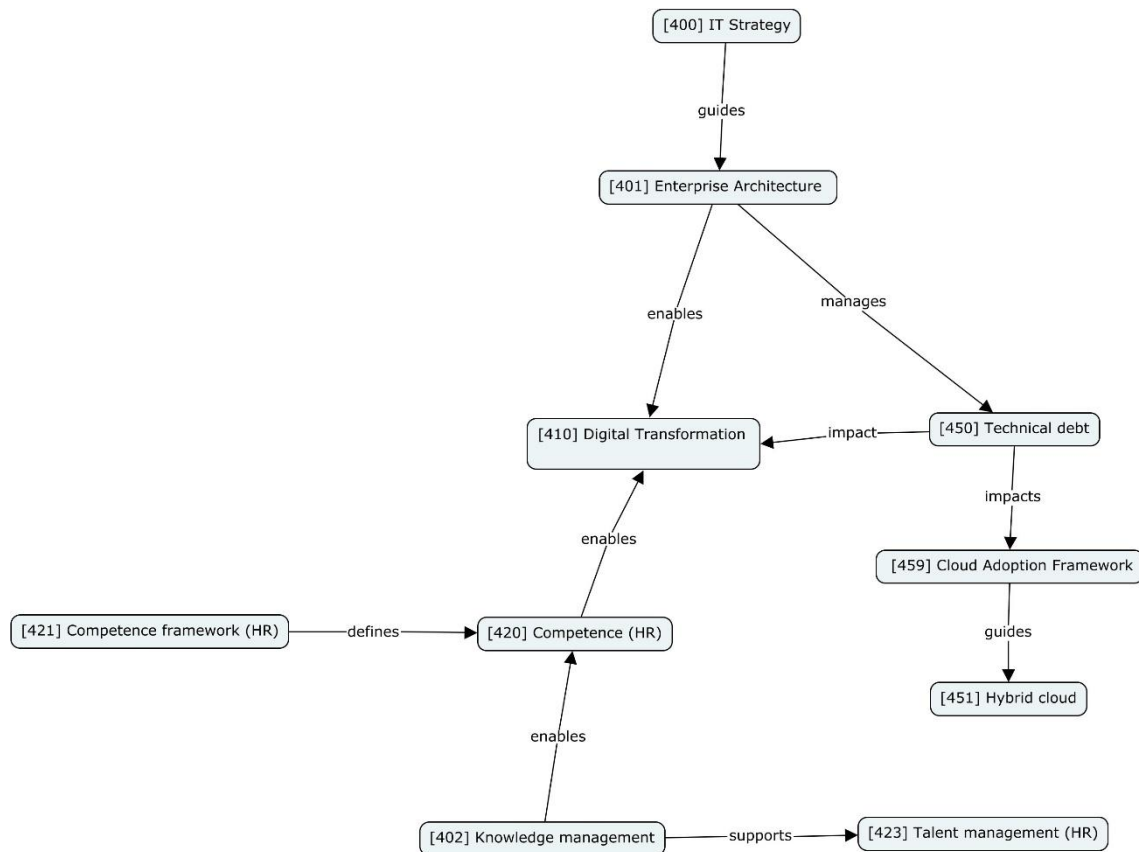 [400] IT Strategy
guides
[401] Enterprise Architecture
enables
manages
[410] Digital Transformation
impact
[450] Technical debt
impacts
enables
[459] Cloud Adoption Framework
[421] Competence framework (HR)
defines
[420] Competence (HR)
guides
[451] Hybrid cloud
enables
[402] Knowledge management
supports
[423] Talent management (HR)